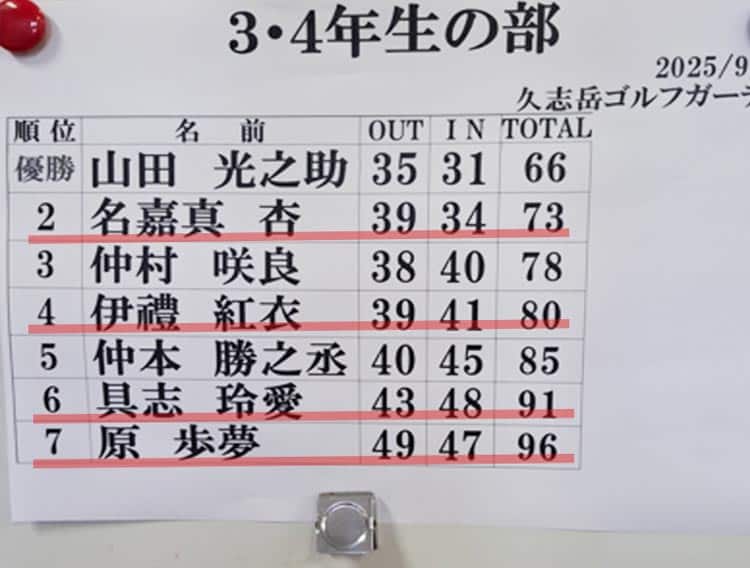 3・4年生の部
2025/9
久志岳ゴルフガーデ
順位 名 前 OUT IN TOTAL
優勝 山田 光之助 35 31 66
2 名嘉真 杏 39 34 73
3 仲村 咲良 38 40 78
4 伊禮 紅衣 39 41 80
5 仲本 勝之丞 40 45 85
6 具志 玲愛 43 48 91
7 原 歩夢 49 47 96